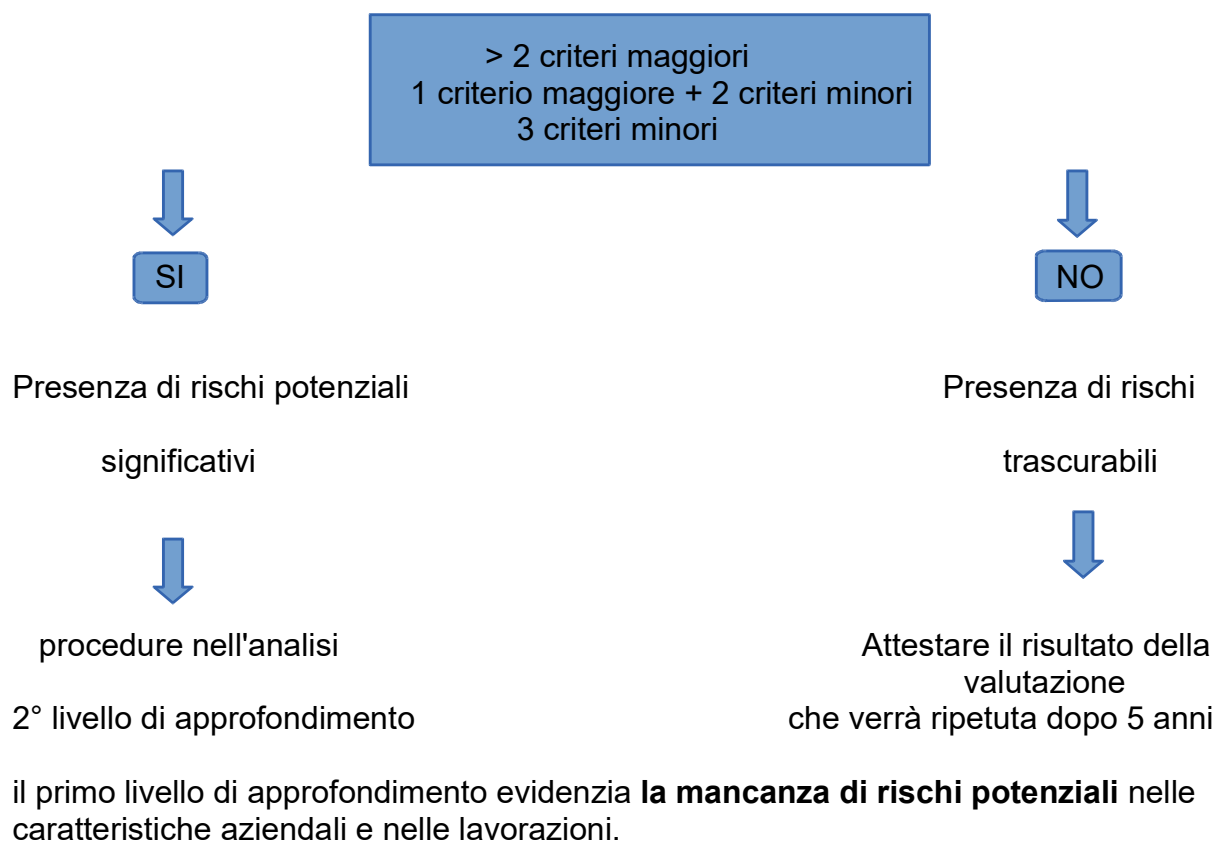 > 2 criteri maggiori
1 criterio maggiore + 2 criteri minori
3 criteri minori
SI
NO
Presenza di rischi potenziali
significativi
Presenza di rischi
trascurabili
procedure nell'analisi
2° livello di approfondimento
Attestare il risultato della
valutazione
che verrà ripetuta dopo 5 anni
il primo livello di approfondimento evidenzia la mancanza di rischi potenziali nelle
caratteristiche aziendali e nelle lavorazioni.